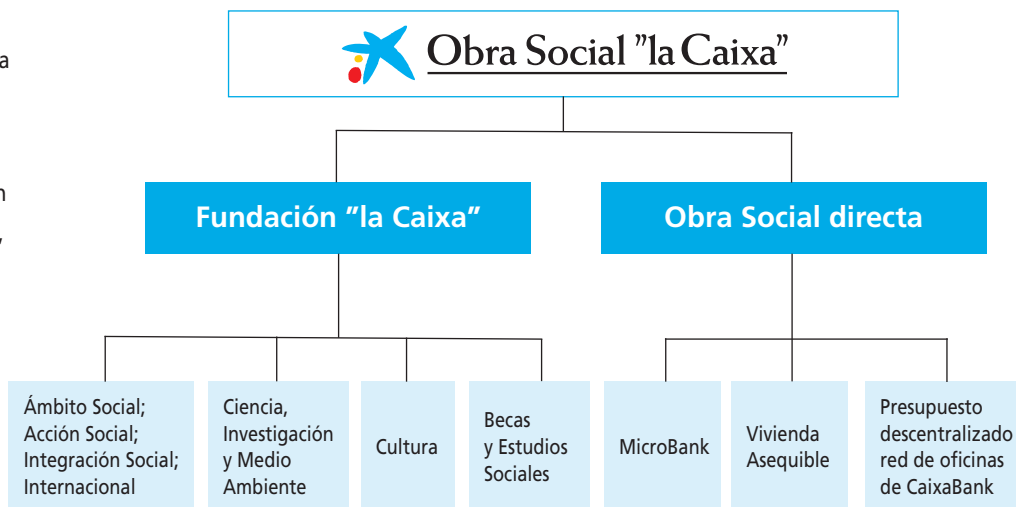 a
n
,
Obra Social "la Caixa"
Fundación "la Caixa"
Obra Social directa
Ámbito Social;
Acción Social;
Integración Social;
Internacional
Ciencia,
Investigación
y Medio
Ambiente
Cultura
Becas
y Estudios
Sociales
MicroBank
Vivienda
Asequible
Presupuesto
descentralizado
red de oficinas
de CaixaBank